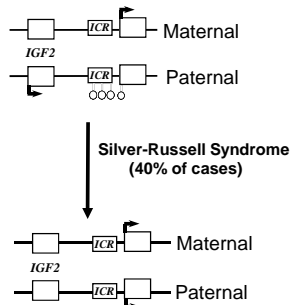 ICR Maternal
IGF2
ICR Paternal
Silver-Russell Syndrome
(40% of cases)
ICR Maternal
IGF2
ICR Paternal